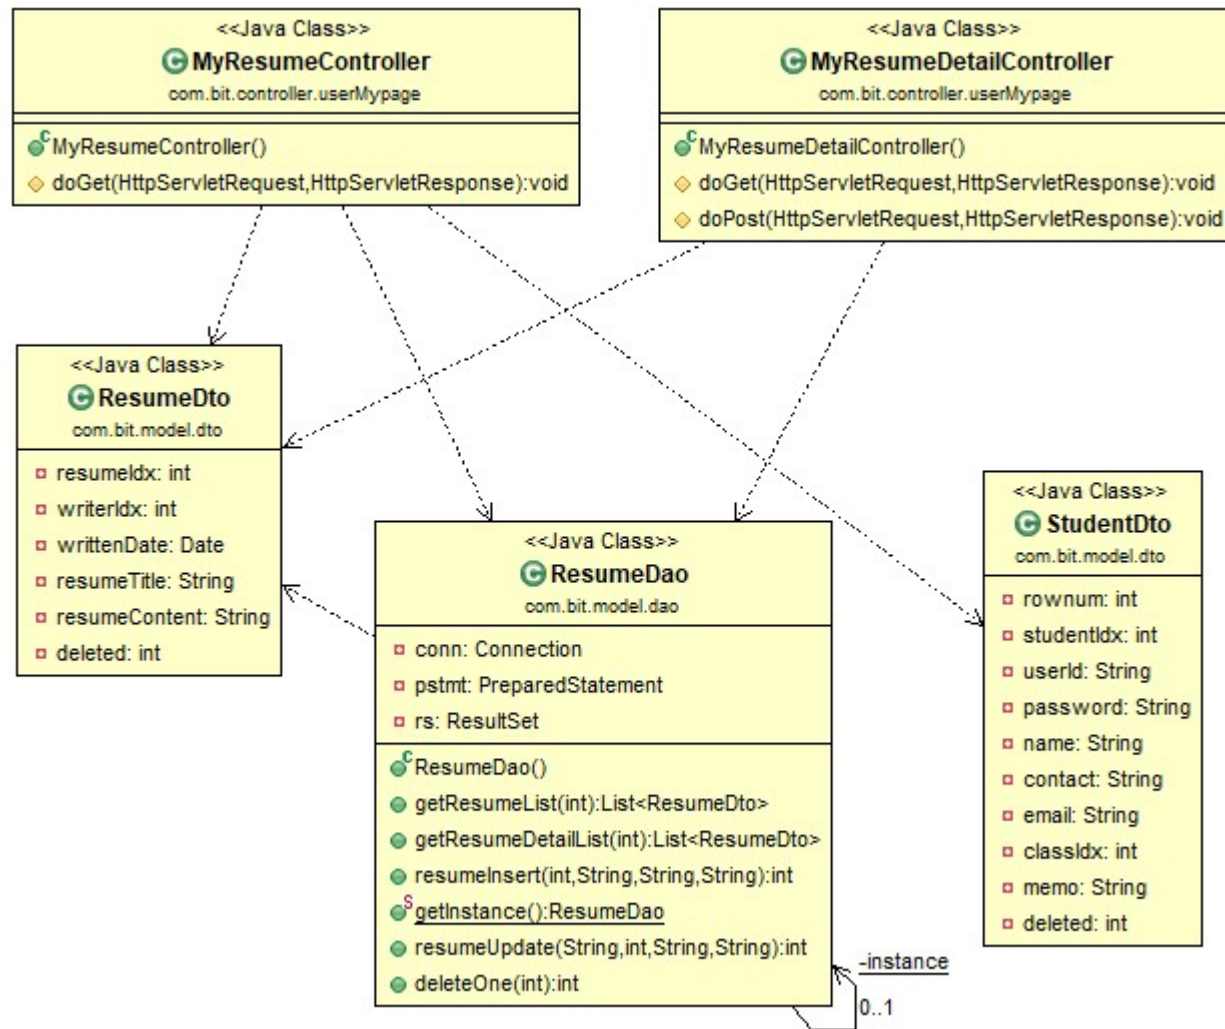 <<Java Class>>
MyResumeController
com.bit.controller.userMypage
MyResumeController()
doGet(HttpServletRequest,HttpServletResponse):void
<<Java Class>>
MyResumeDetailController
com.bit.controller.userMypage
MyResumeDetailController()
doGet(HttpServletRequest,HttpServletResponse):void
doPost(HttpServletRequest,HttpServletResponse):void
<<Java Class>>
ResumeDto
com.bit.model.dto
resumeIdx: int
writerIdx: int
writtenDate: Date
resumeTitle: String
resumeContent: String
deleted: int
<<Java Class>>
ResumeDao
com.bit.model.dao
conn: Connection
pstmt: PreparedStatement
rs: ResultSet
ResumeDao()
getResumeList(int):List<ResumeDto>
getResumeDetailList(int):List<ResumeDto>
resumeInsert(int,String,String,String):int
getInstance():ResumeDao
resumeUpdate(String,int,String,String):int
deleteOne(int):int
-instance
0..1
<<Java Class>>
StudentDto
com.bit.model.dto
rownum: int
studentIdx: int
userId: String
password: String
name: String
contact: String
email: String
classIdx: int
memo: String
deleted: int